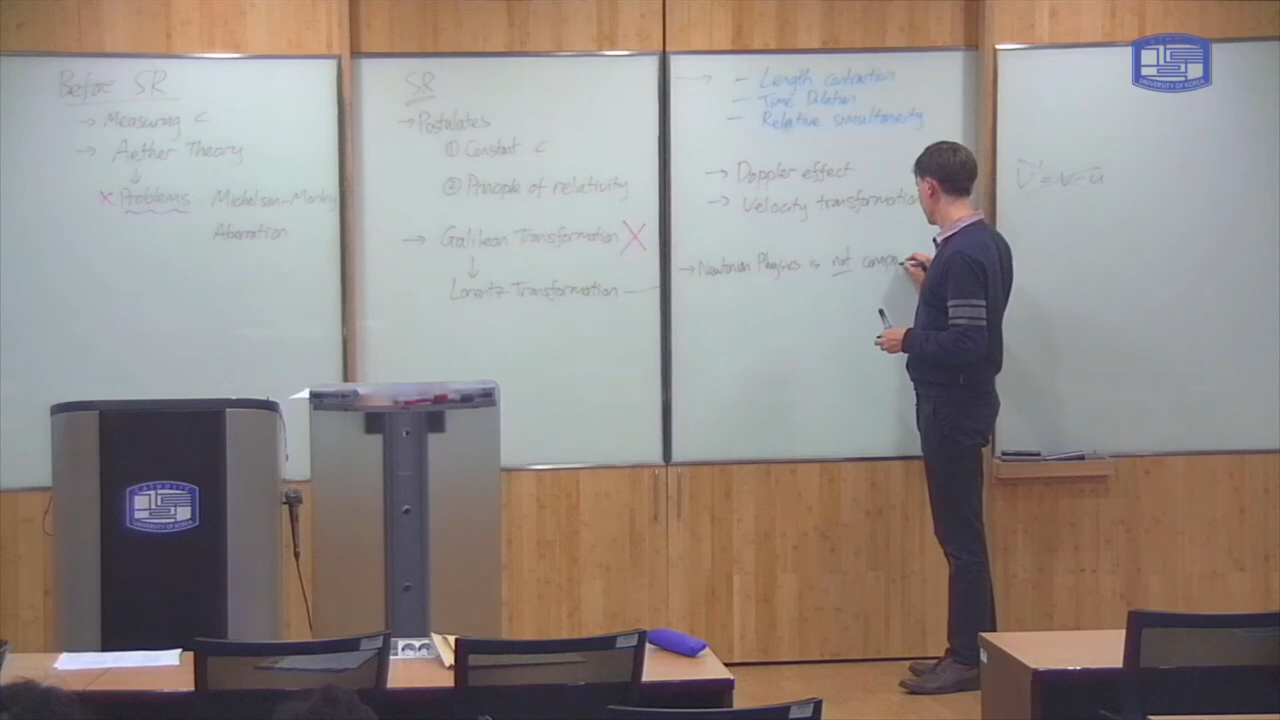 Before SR
→ Measuring c
→ Aether Theory
↓
× Problems Michelson-Morley
Aberration
SR
→ Postulates
① Constant c
② Principle of relativity
→ Galilean Transformation ×
↓
Lorentz Transformation —
→ - Length contraction
- Time Dilation
- Relative simultaneity
→ Doppler effect
→ Velocity transformation
→ Newtonian Physics is not compa
v' = v - u
CATHOLIC
UNIVERSITY OF KOREA
CATHOLIC
UNIVERSITY OF KOREA